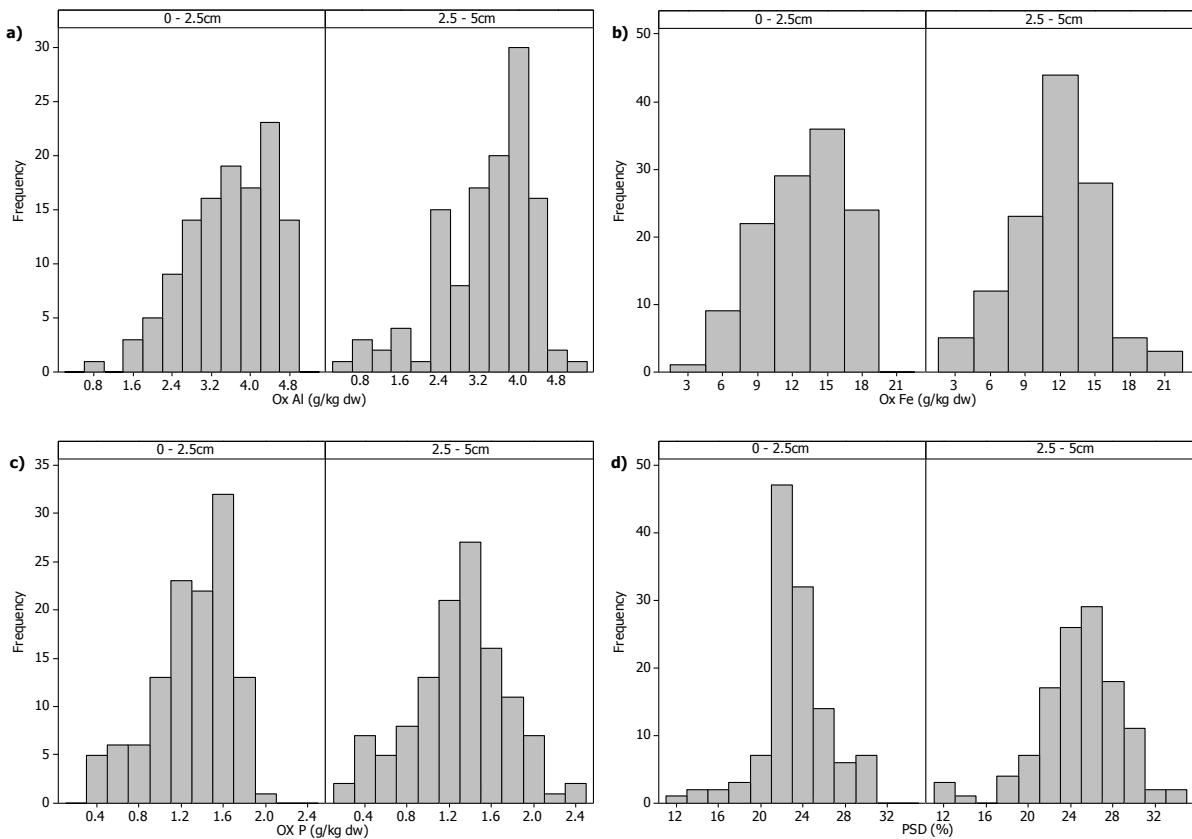 a)
0 - 2.5cm
2.5 - 5cm
30
25
20
15
10
5
0
Frequency
0.8 1.6 2.4 3.2 4.0 4.8
0.8 1.6 2.4 3.2 4.0 4.8
Ox Al (g/kg dw)
b)
0 - 2.5cm
2.5 - 5cm
50
40
30
20
10
0
Frequency
3 6 9 12 15 18 21
3 6 9 12 15 18 21
Ox Fe (g/kg dw)
c)
0 - 2.5cm
2.5 - 5cm
35
30
25
20
15
10
5
0
Frequency
0.4 0.8 1.2 1.6 2.0 2.4
0.4 0.8 1.2 1.6 2.0 2.4
OX P (g/kg dw)
d)
0 - 2.5cm
2.5 - 5cm
50
40
30
20
10
0
Frequency
12 16 20 24 28 32
12 16 20 24 28 32
PSD (%)